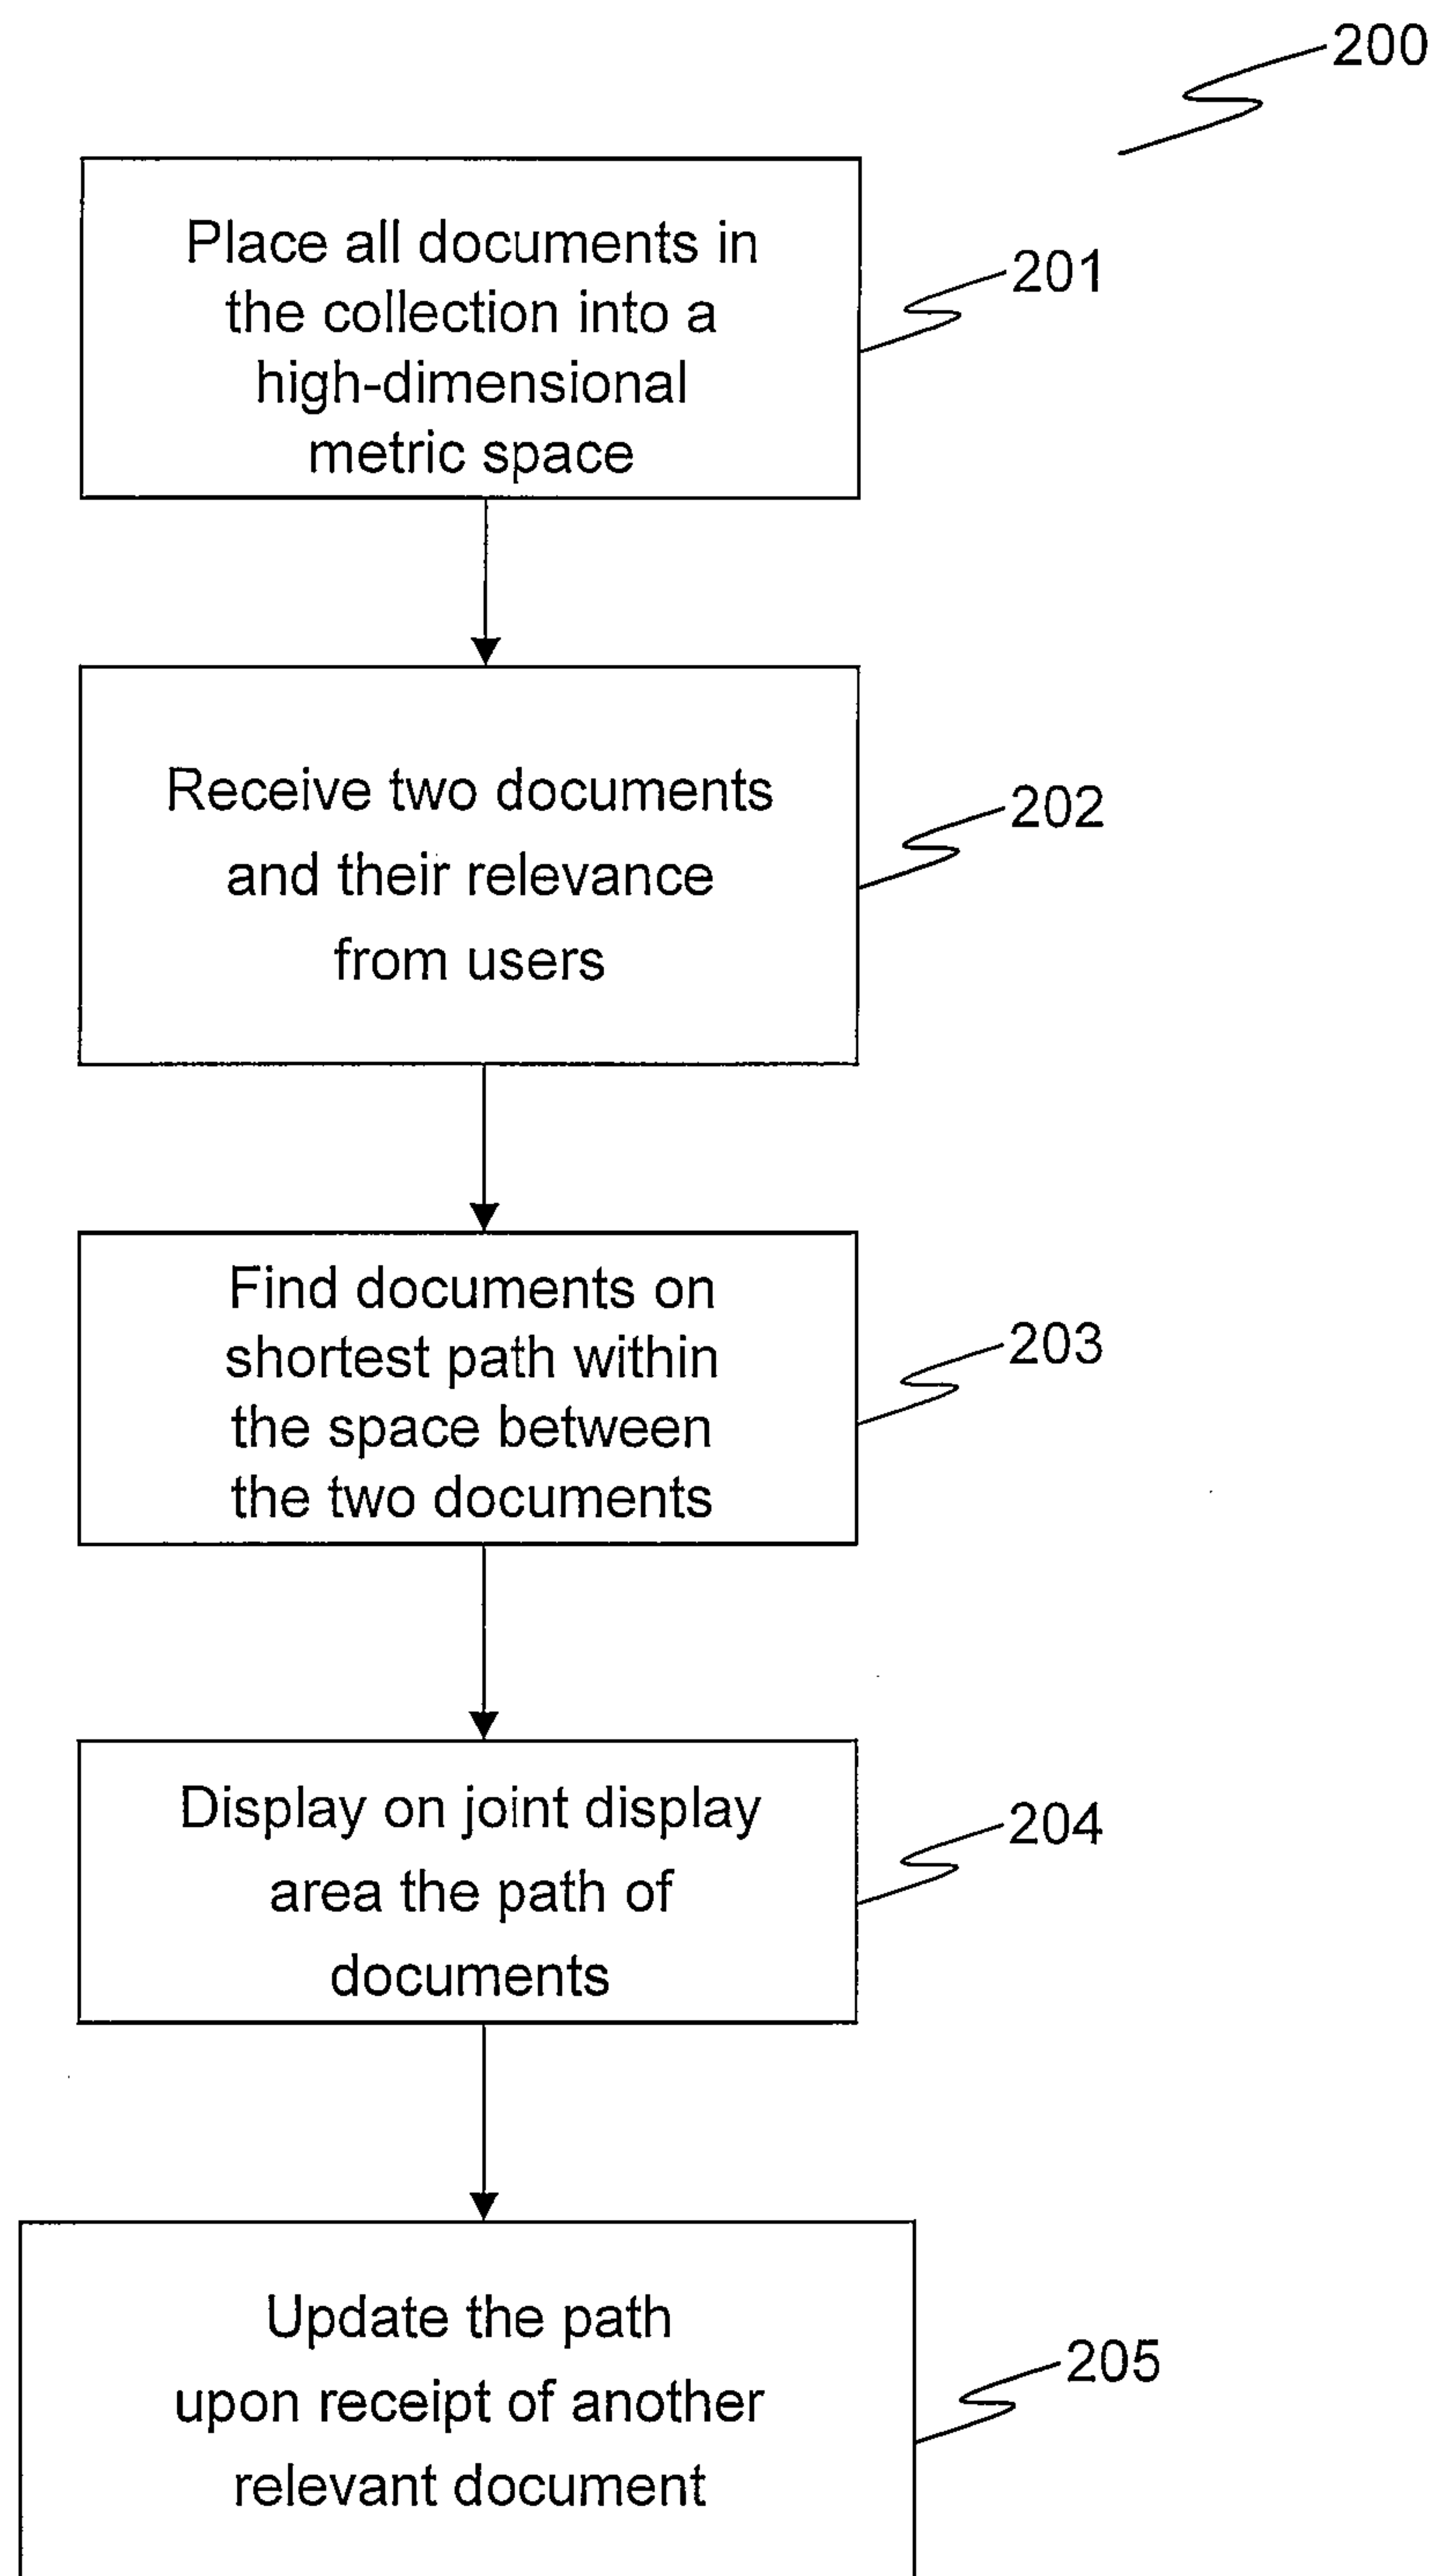 200
Place all documents in
the collection into a
high-dimensional
metric space
201
Receive two documents
and their relevance
from users
202
Find documents on
shortest path within
the space between
the two documents
203
Display on joint display
area the path of
documents
204
Update the path
upon receipt of another
relevant document
205